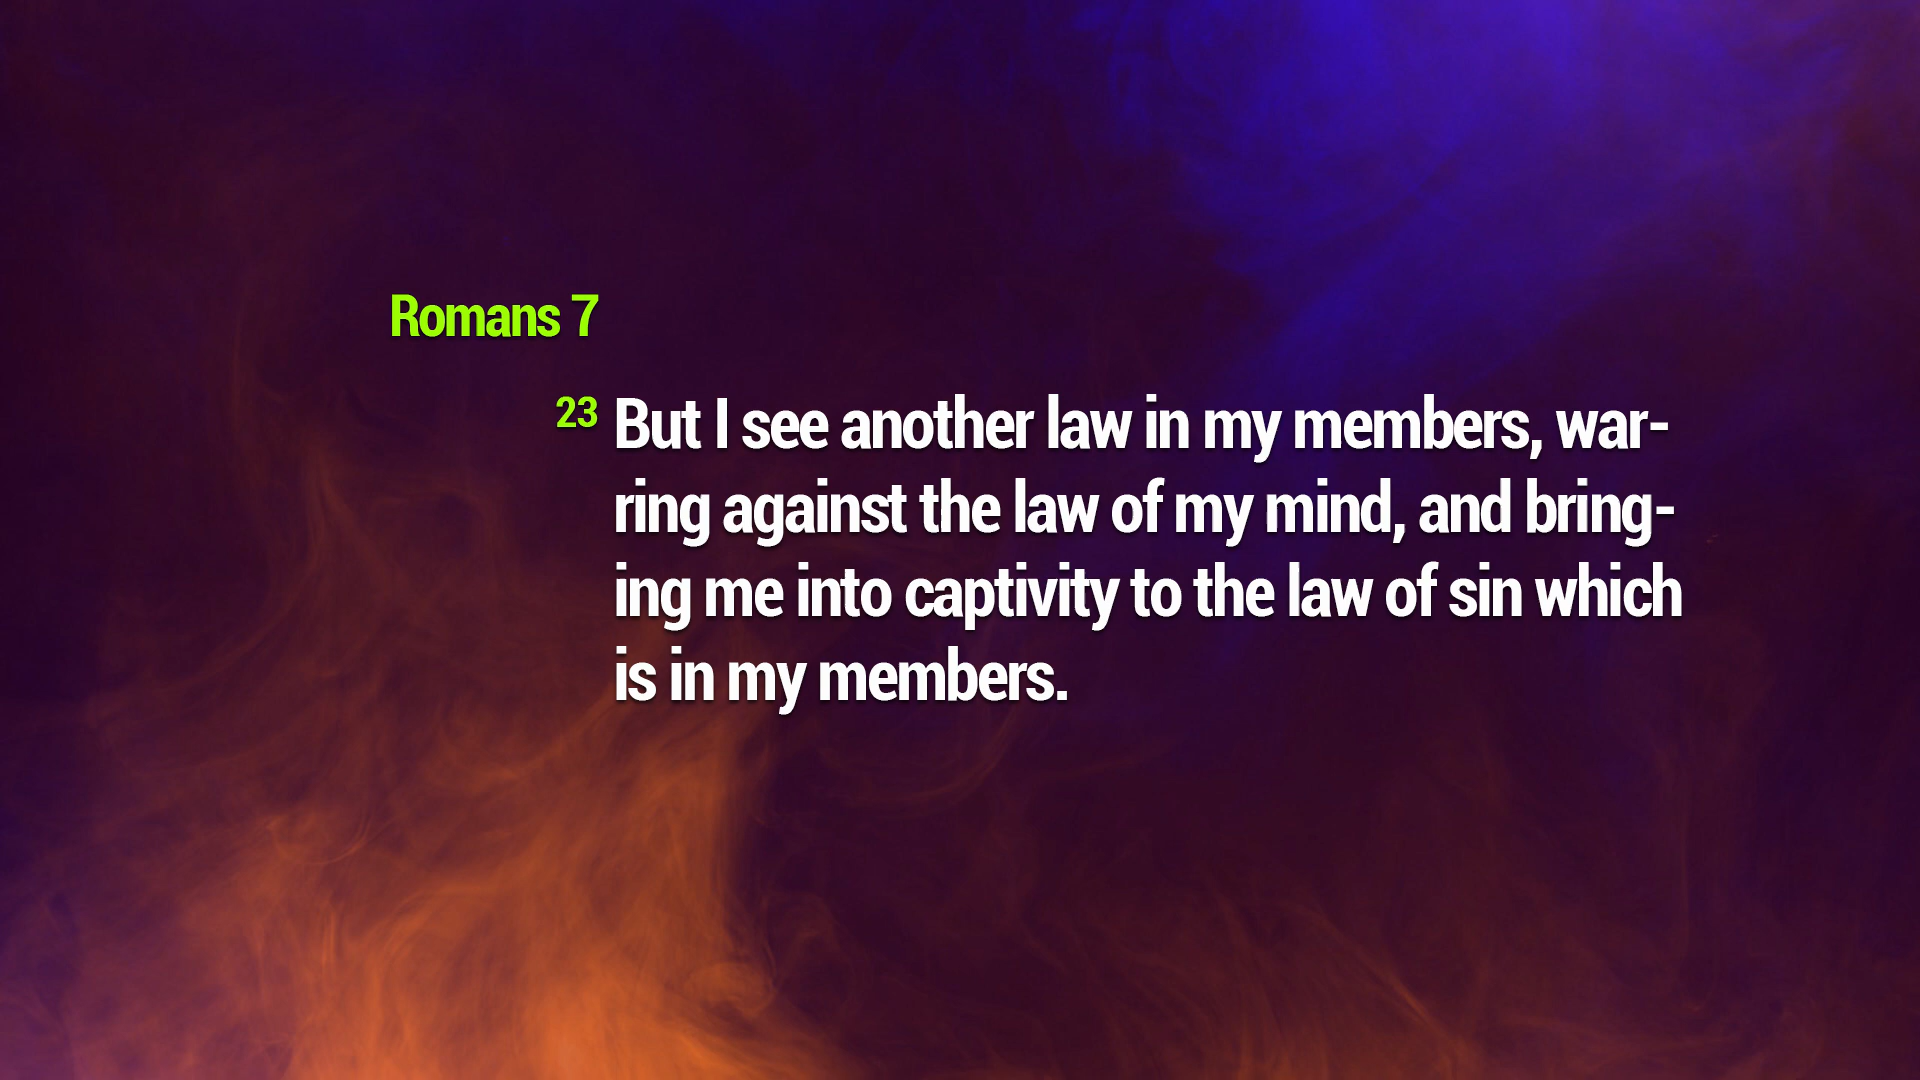 Romans 7
23 But I see another law in my members, war-
ring against the law of my mind, and bring-
ing me into captivity to the law of sin which
is in my members.